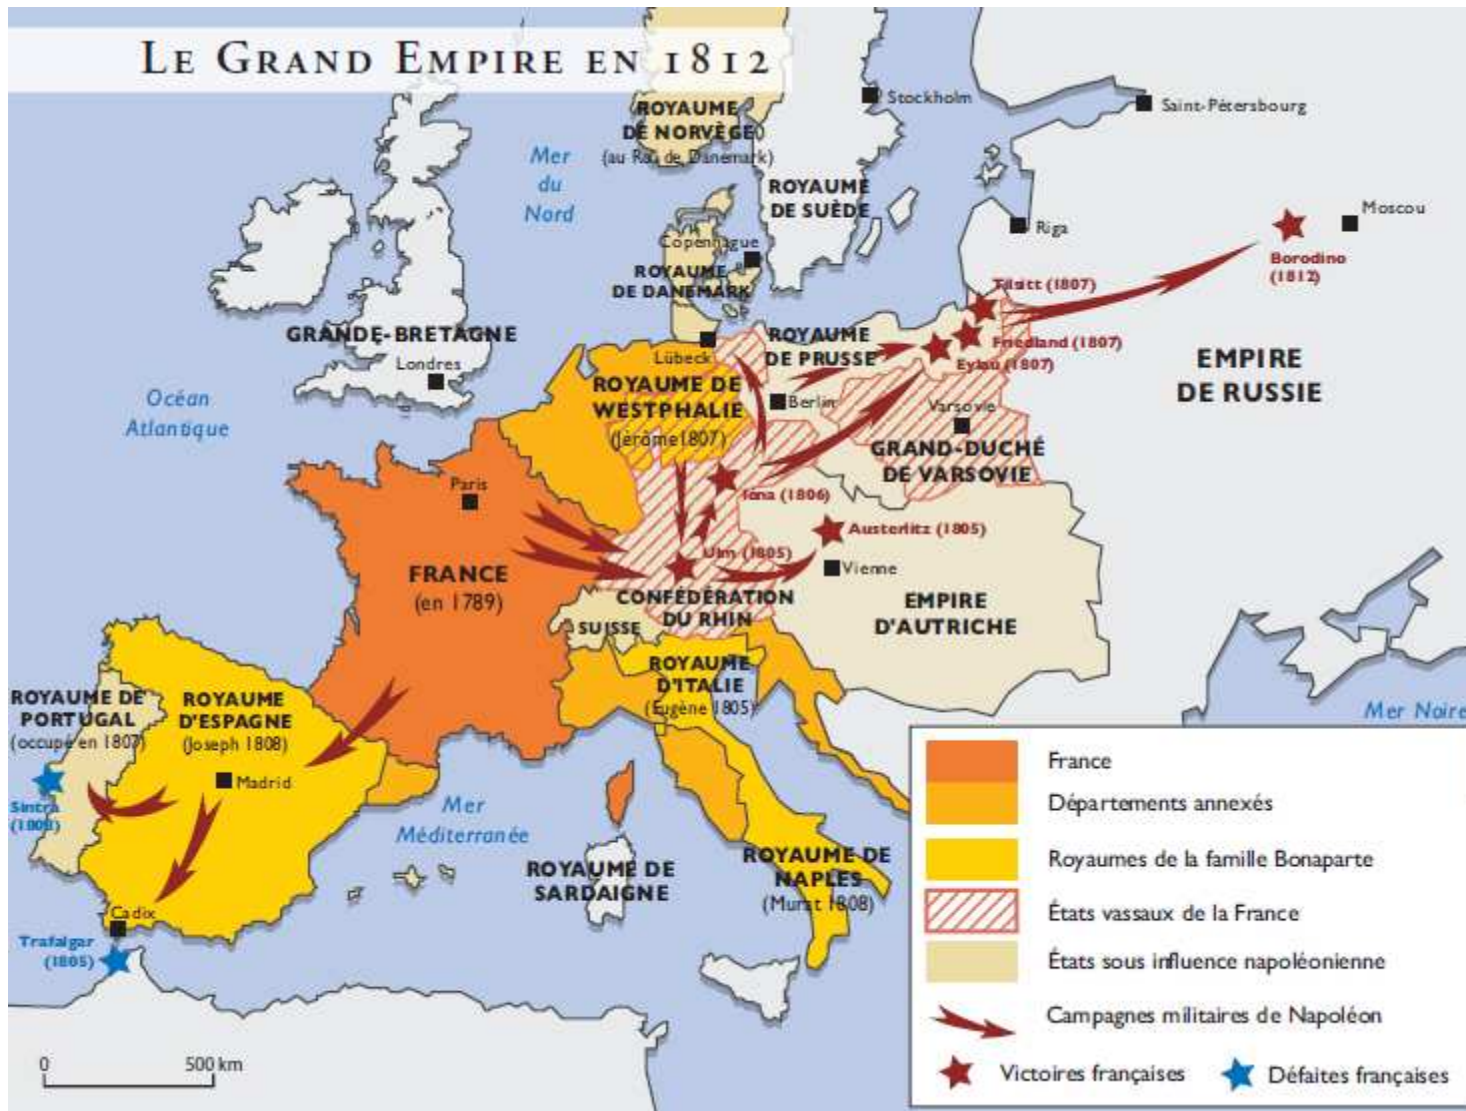 LE GRAND EMPIRE EN 1812
Stockholm
Saint-Pétersbourg
ROYAUME
DE NORVÈGE
(au Roi de Danemark)
Mer
du
Nord
ROYAUME
DE SUÈDE
Riga
Moscou
Borodino
(1812)
Copenhague
ROYAUME
DE DANEMARK
Tilsitt (1807)
Friedland (1807)
Eylau (1807)
ROYAUME
DE PRUSSE
GRANDE-BRETAGNE
Londres
Lübeck
EMPIRE
DE RUSSIE
Océan
Atlantique
ROYAUME DE
WESTPHALIE
(Jérôme1807)
Berlin
Varsovie
GRAND-DUCHÉ
DE VARSOVIE
Paris
Iéna (1806)
Austerlitz (1805)
Ulm (1805)
Vienne
FRANCE
(en 1789)
CONFÉDÉRATION
DU RHIN
EMPIRE
D'AUTRICHE
SUISSE
ROYAUME
D'ITALIE
(Eugène 1805)
ROYAUME DE
PORTUGAL
(occupé en 1807)
ROYAUME
D'ESPAGNE
(Joseph 1808)
Madrid
Sintra
(1808)
Mer
Méditerranée
Mer Noire
ROYAUME DE
SARDAIGNE
ROYAUME DE
NAPLES
(Murat 1808)
Cadix
Trafalgar
(1805)
0 500 km
France
Départements annexés
Royaumes de la famille Bonaparte
États vassaux de la France
États sous influence napoléonienne
Campagnes militaires de Napoléon
Victoires françaises
Défaites françaises